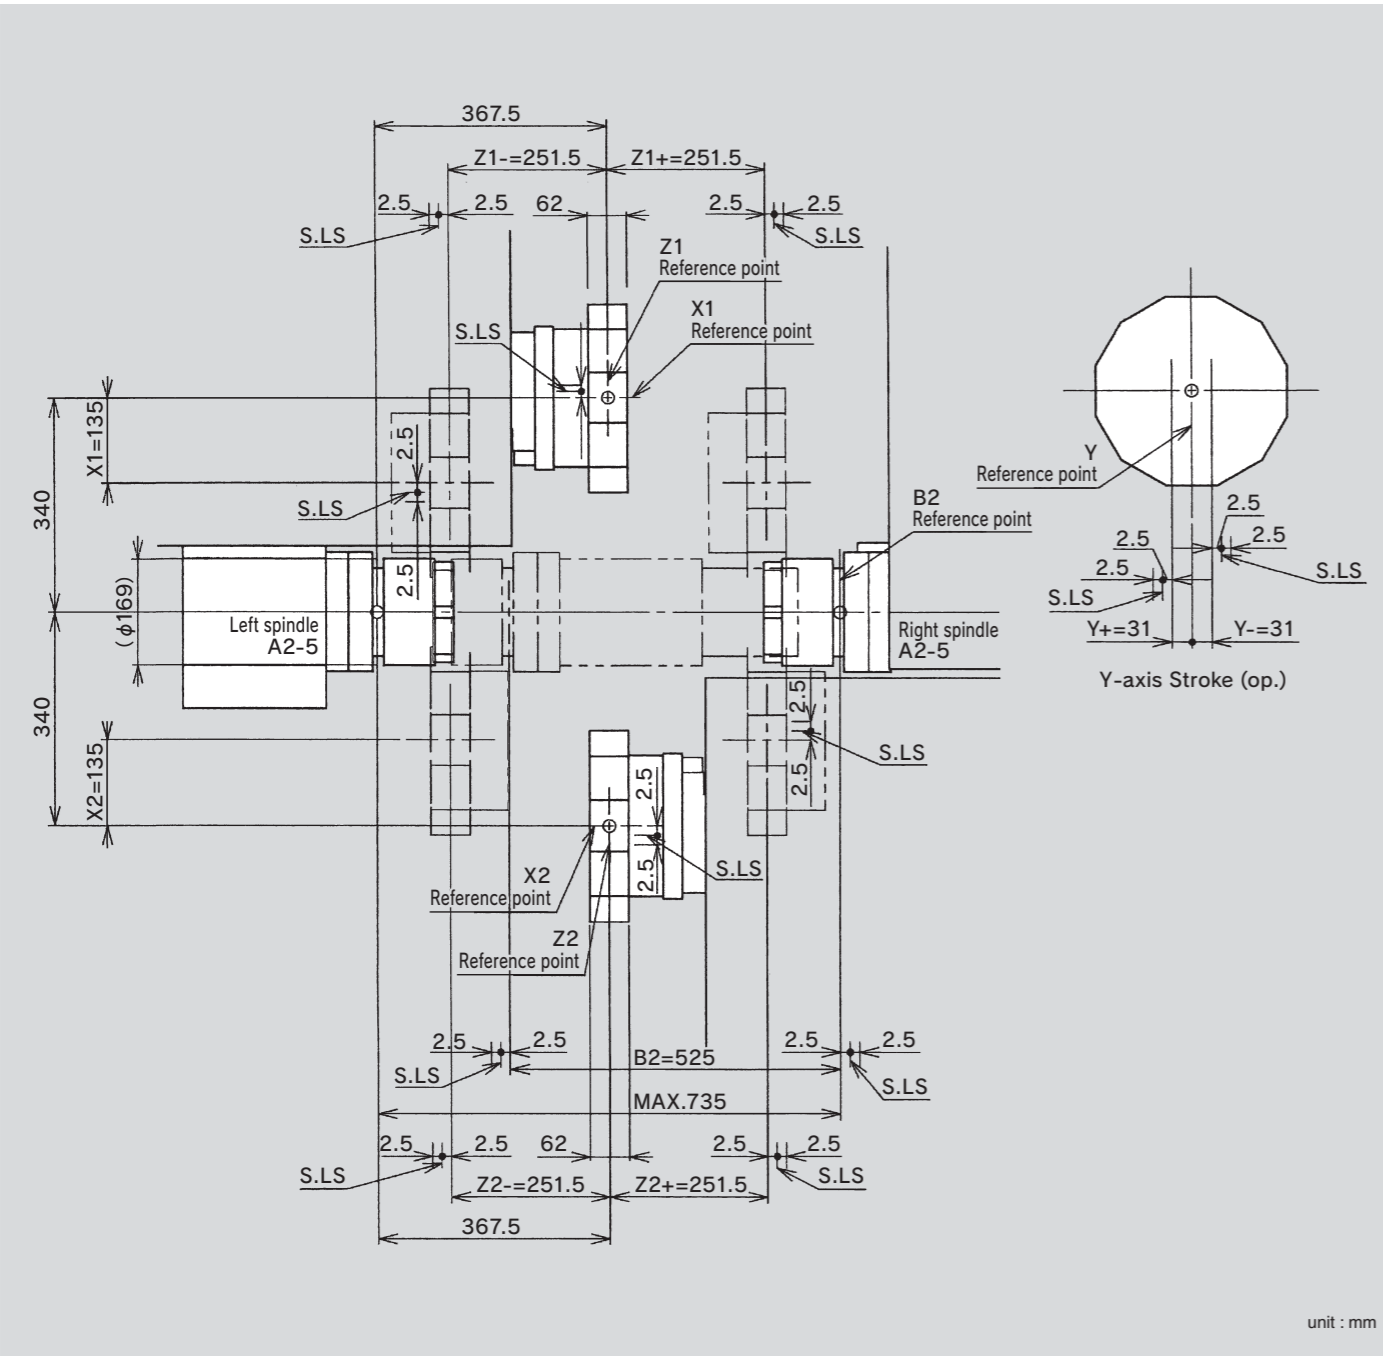 367.5
Z1-=251.5 Z1+=251.5
2.5 2.5 62 2.5 2.5
S.LS S.LS
Z1
Reference point
X1
Reference point
S.LS
X1=135
2.5
340
S.LS
2.5
(φ169)
Left spindle
A2-5
B2
Reference point
Right spindle
A2-5
Y
Reference point
2.5
2.5 2.5
2.5 S.LS
S.LS
Y+=31 Y-=31
Y-axis Stroke (op.)
340
X2=135
2.5
S.LS
2.5
2.5
2.5
S.LS
X2
Reference point
Z2
Reference point
2.5 2.5 2.5 2.5
B2=525
S.LS S.LS
MAX.735
2.5 2.5 62 2.5 2.5
S.LS S.LS
Z2-=251.5 Z2+=251.5
367.5
unit : mm